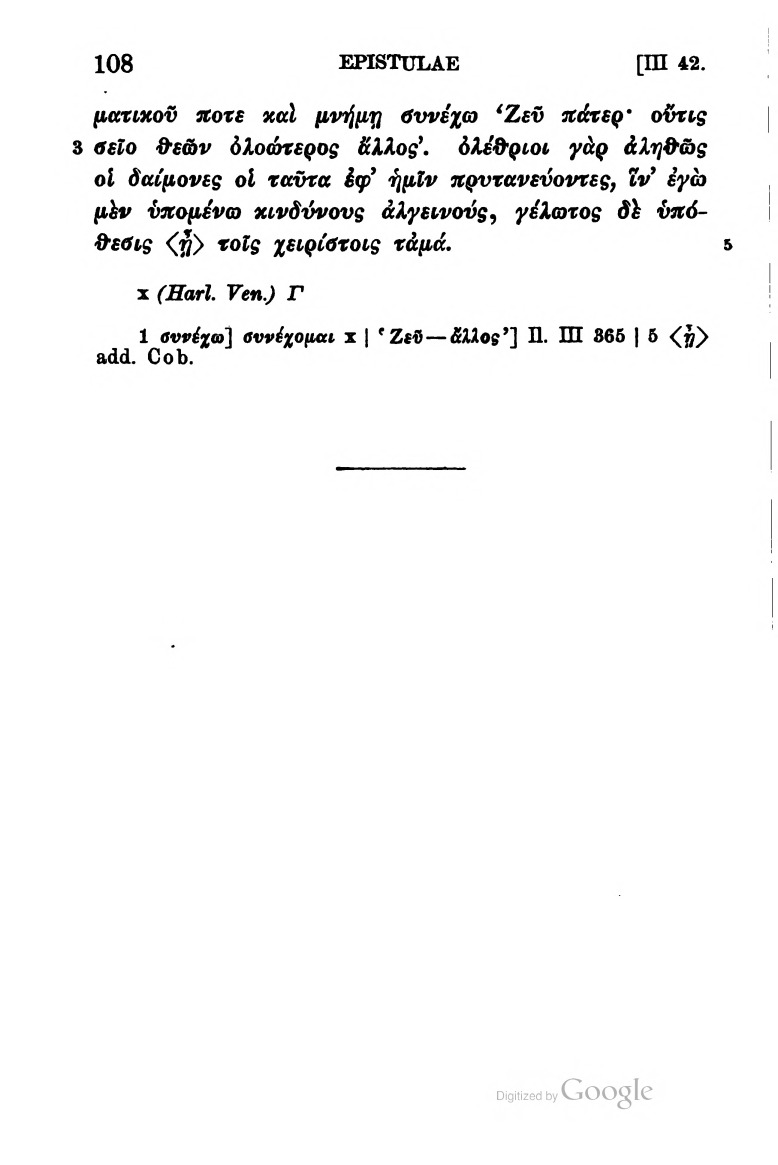 108 EPISTULAE [III 42.
ματικοῦ ποτε καὶ μνήμῃ συνέχω ‘Ζεῦ πάτερ· οὔτις
3 σεῖο θεῶν ὀλοώτερος ἄλλος’. ὀλέθριοι γὰρ ἀληθῶς
οἱ δαίμονες οἱ ταῦτα ἐφ’ ἡμῖν πρυτανεύοντες, ἵν’ ἐγὼ
μὲν ὑπομένω κινδύνους ἀλγεινούς, γέλωτος δὲ ὑπό-
θεσις ⟨ᾖ⟩ τοῖς χειρίστοις τἀμά. 5
x (Harl. Ven.) Γ
1 συνέχω] συνέχομαι x | ‘Ζεῦ—ἄλλος’] Il. III 365 | 5 ⟨ᾖ⟩
add. Cob.
Digitized by Google